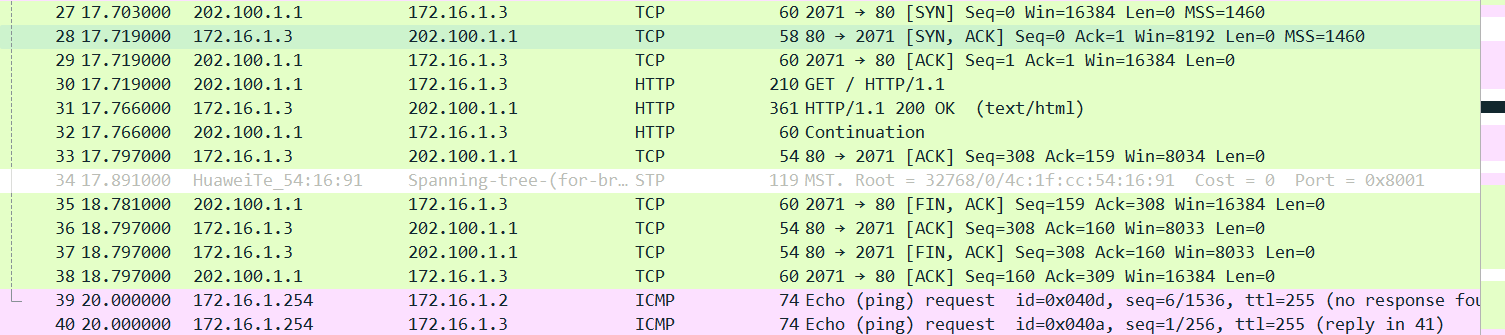 27 17.703000 202.100.1.1 172.16.1.3 TCP 60 2071 → 80 [SYN] Seq=0 Win=16384 Len=0 MSS=1460
28 17.719000 172.16.1.3 202.100.1.1 TCP 58 80 → 2071 [SYN, ACK] Seq=0 Ack=1 Win=8192 Len=0 MSS=1460
29 17.719000 202.100.1.1 172.16.1.3 TCP 60 2071 → 80 [ACK] Seq=1 Ack=1 Win=16384 Len=0
30 17.719000 202.100.1.1 172.16.1.3 HTTP 210 GET / HTTP/1.1
31 17.766000 172.16.1.3 202.100.1.1 HTTP 361 HTTP/1.1 200 OK (text/html)
32 17.766000 202.100.1.1 172.16.1.3 HTTP 60 Continuation
33 17.797000 172.16.1.3 202.100.1.1 TCP 54 80 → 2071 [ACK] Seq=308 Ack=159 Win=8034 Len=0
34 17.891000 HuaweiTe_54:16:91 Spanning-tree-(for-br… STP 119 MST. Root = 32768/0/4c:1f:cc:54:16:91 Cost = 0 Port = 0x8001
35 18.781000 202.100.1.1 172.16.1.3 TCP 60 2071 → 80 [FIN, ACK] Seq=159 Ack=308 Win=16384 Len=0
36 18.797000 172.16.1.3 202.100.1.1 TCP 54 80 → 2071 [ACK] Seq=308 Ack=160 Win=8033 Len=0
37 18.797000 172.16.1.3 202.100.1.1 TCP 54 80 → 2071 [FIN, ACK] Seq=308 Ack=160 Win=8033 Len=0
38 18.797000 202.100.1.1 172.16.1.3 TCP 60 2071 → 80 [ACK] Seq=160 Ack=309 Win=16384 Len=0
39 20.000000 172.16.1.254 172.16.1.2 ICMP 74 Echo (ping) request id=0x040d, seq=6/1536, ttl=255 (no response fou
40 20.000000 172.16.1.254 172.16.1.3 ICMP 74 Echo (ping) request id=0x040a, seq=1/256, ttl=255 (reply in 41)